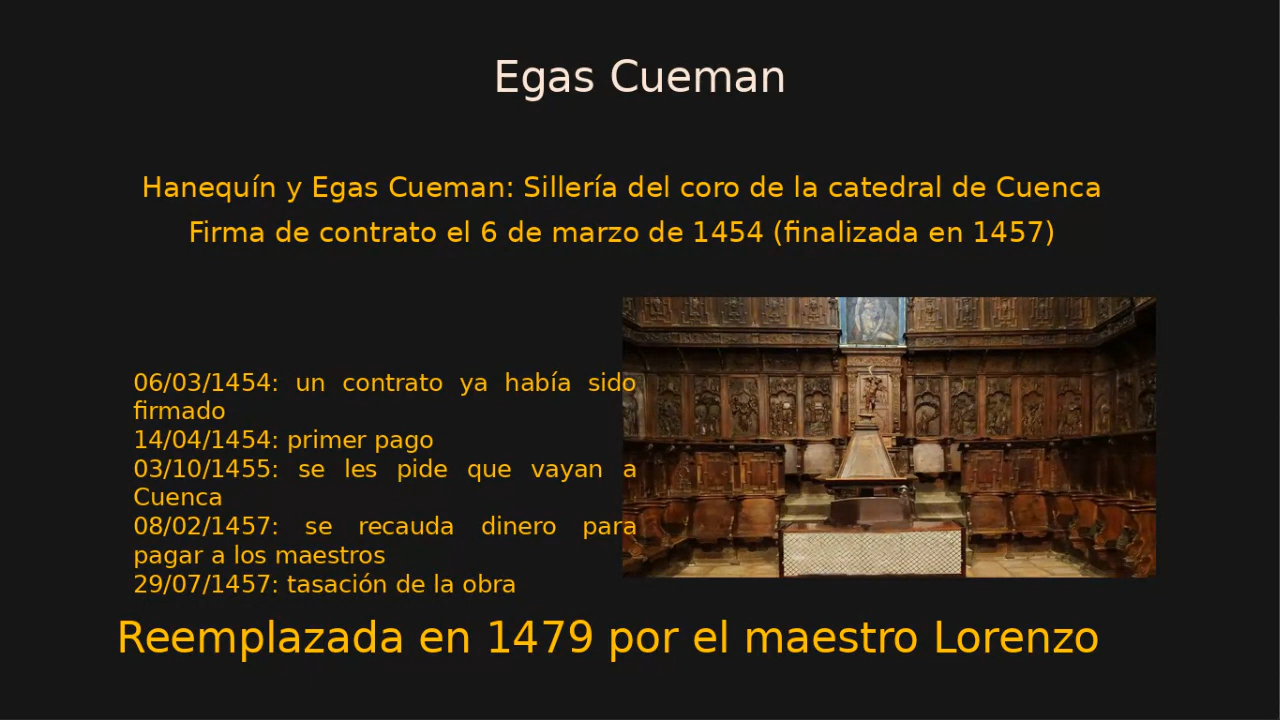 Egas Cueman
Hanequín y Egas Cueman: Sillería del coro de la catedral de Cuenca
Firma de contrato el 6 de marzo de 1454 (finalizada en 1457)
06/03/1454: un contrato ya había sido
firmado
14/04/1454: primer pago
03/10/1455: se les pide que vayan a
Cuenca
08/02/1457: se recauda dinero para
pagar a los maestros
29/07/1457: tasación de la obra
Reemplazada en 1479 por el maestro Lorenzo